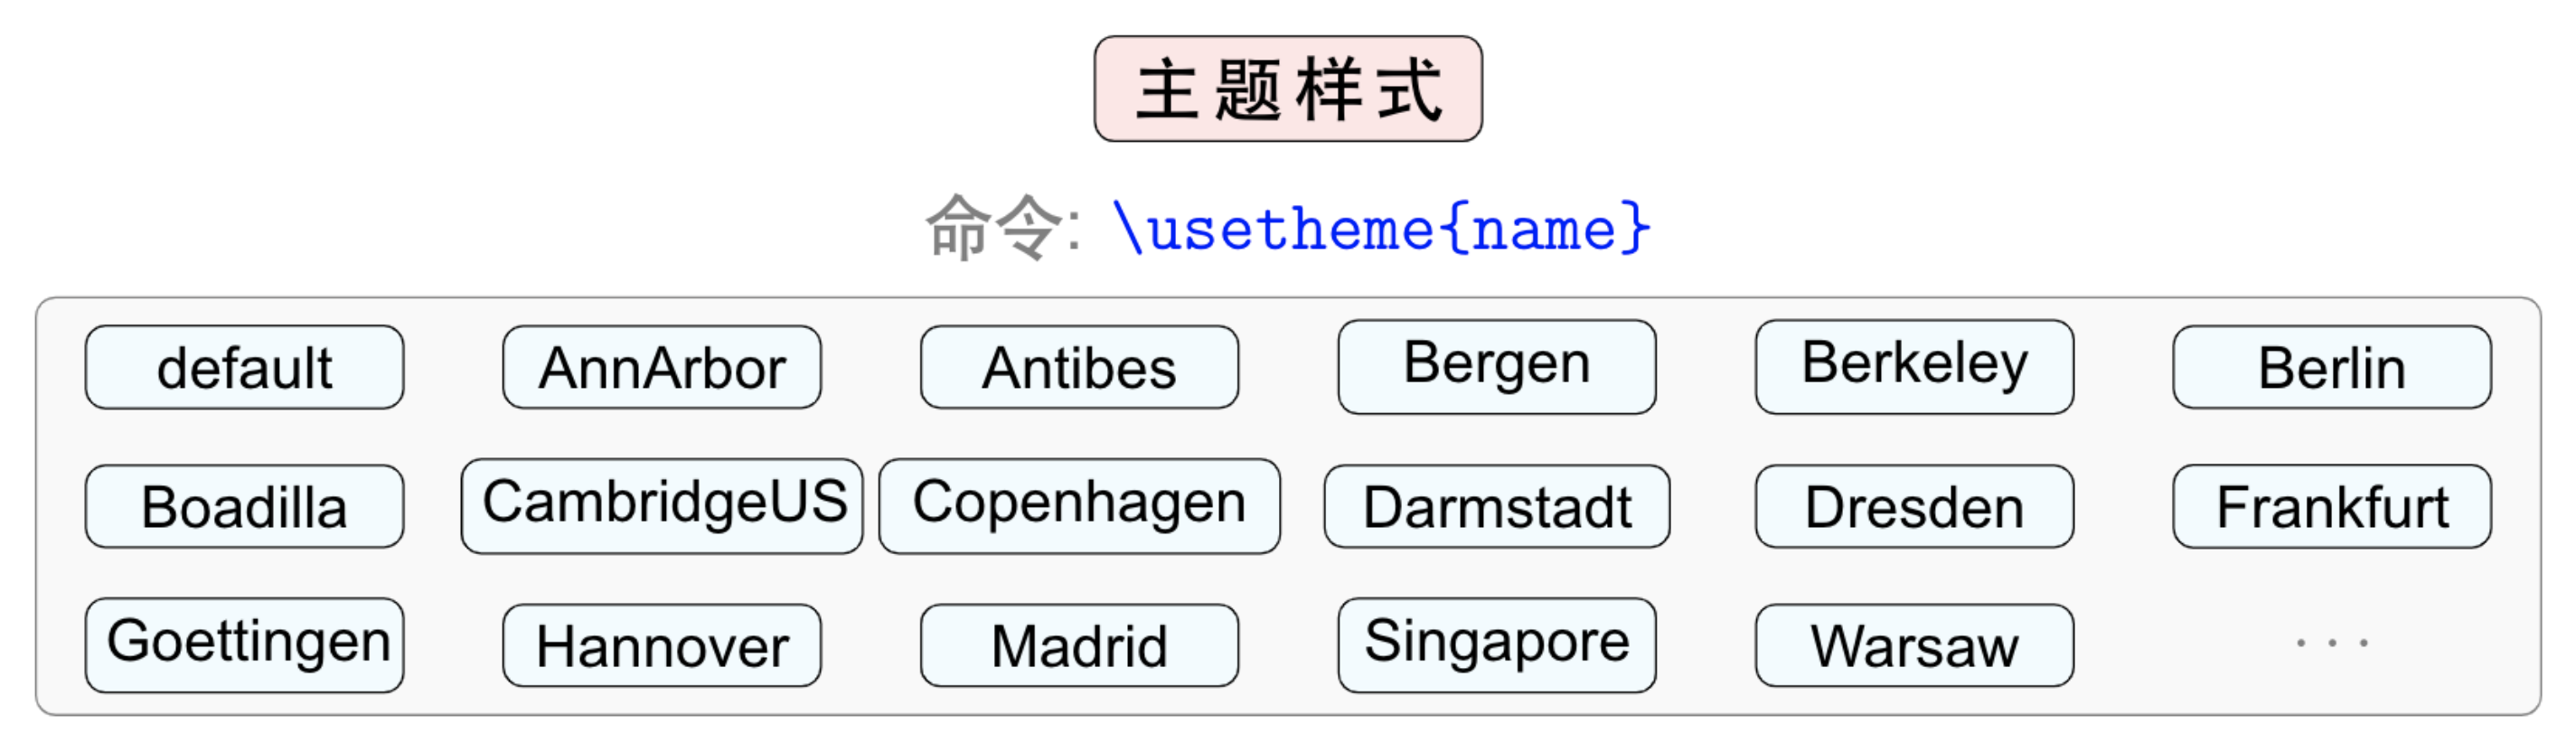 主题样式
命令: \usetheme{name}
default AnnArbor Antibes Bergen Berkeley Berlin
Boadilla CambridgeUS Copenhagen Darmstadt Dresden Frankfurt
Goettingen Hannover Madrid Singapore Warsaw ···